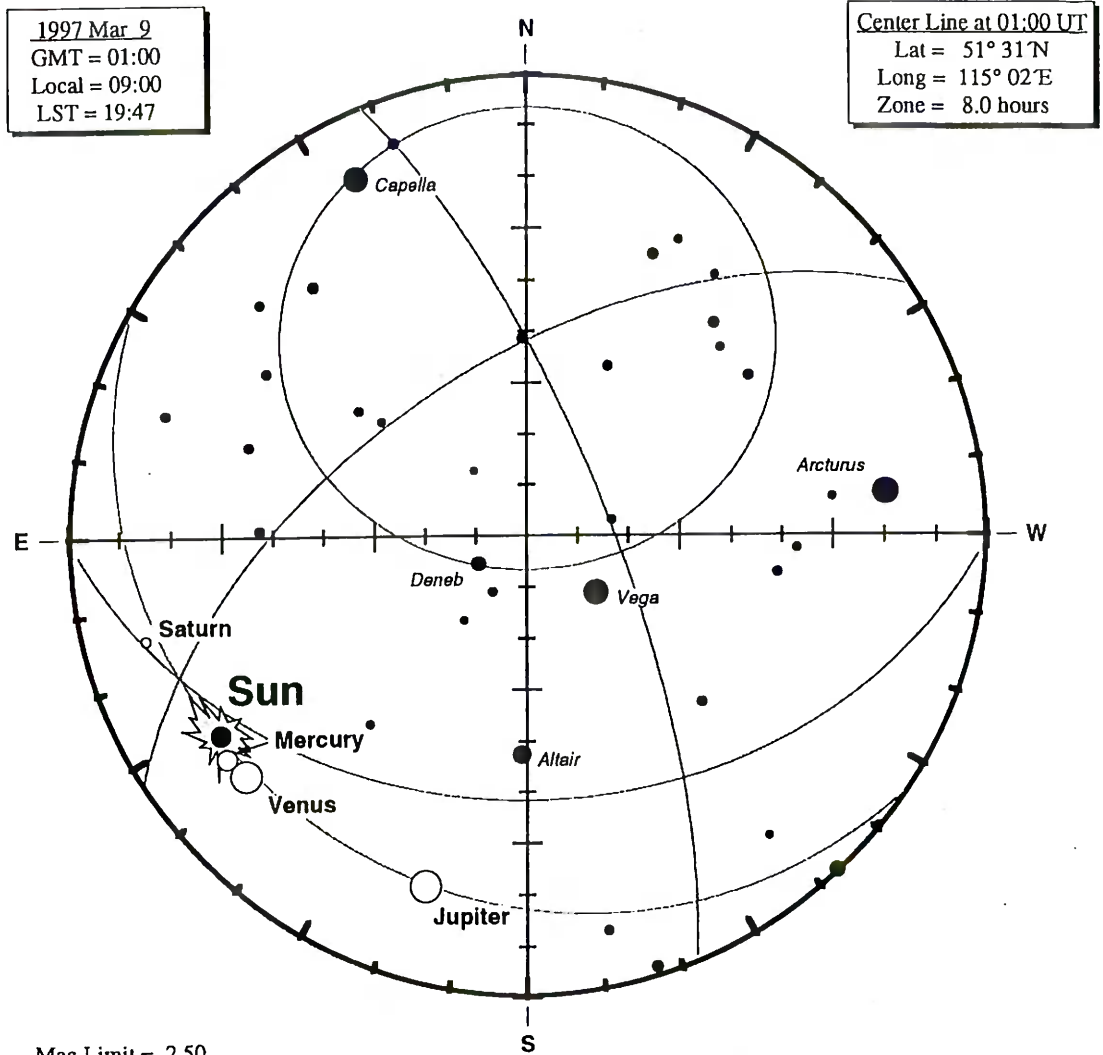 1997 Mar 9
GMT = 01:00
Local = 09:00
LST = 19:47
Center Line at 01:00 UT
Lat = 51° 31'N
Long = 115° 02'E
Zone = 8.0 hours
N
Capella
Arcturus
E
W
Deneb
Vega
Saturn
Sun
Mercury
Altair
Venus
Jupiter
S
Mag Limit = 2.50